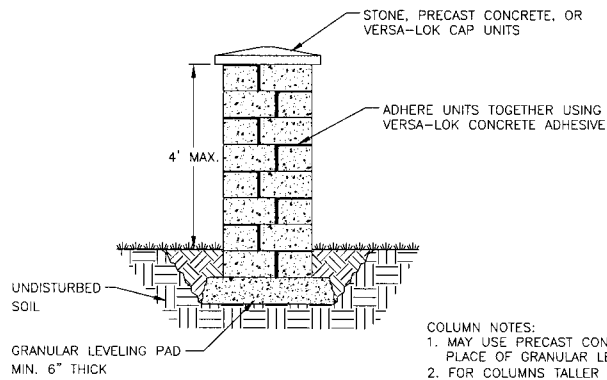 STONE, PRECAST CONCRETE, OR
VERSA-LOK CAP UNITS
ADHERE UNITS TOGETHER USING
VERSA-LOK CONCRETE ADHESIVE
4' MAX.
UNDISTURBED
SOIL
GRANULAR LEVELING PAD
MIN. 6" THICK
COLUMN NOTES:
1. MAY USE PRECAST CON
PLACE OF GRANULAR LE
2. FOR COLUMNS TALLER